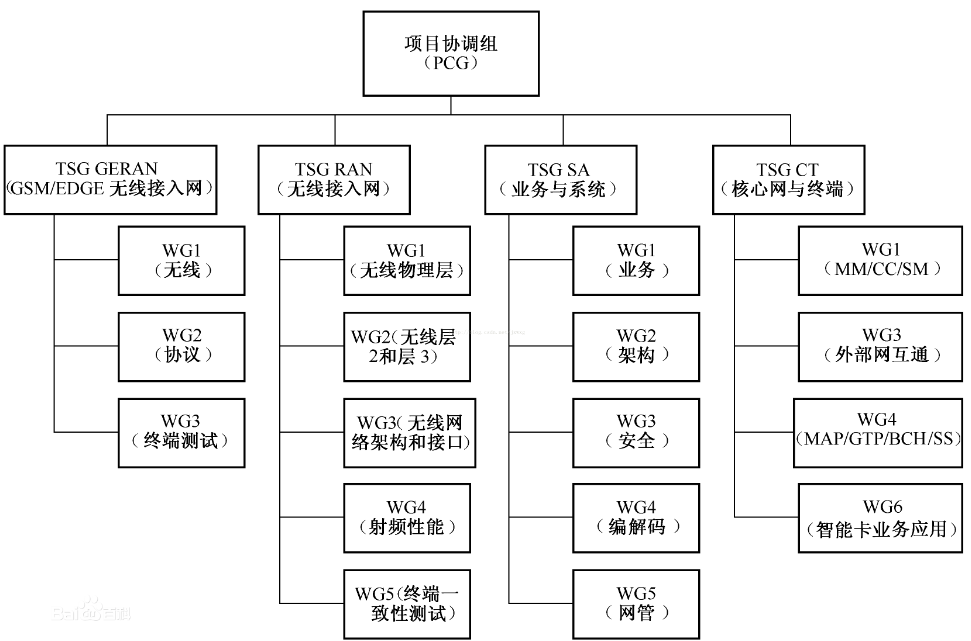 项目协调组
（PCG）
TSG GERAN
(GSM/EDGE 无线接入网）
WG1
（无线）
WG2
（协议）
WG3
（终端测试）
TSG RAN
（无线接入网）
WG1
（无线物理层）
WG2（无线层
2和层 3）
WG3（无线网
络架构和接口）
WG4
（射频性能）
WG5（终端一
致性测试）
TSG SA
（业务与系统）
WG1
（业务）
WG2
（架构）
WG3
（安全）
WG4
（编解码）
WG5
（网管）
TSG CT
（核心网与终端）
WG1
（MM/CC/SM）
WG3
（外部网互通）
WG4
(MAP/GTP/BCH/SS)
WG6
（智能卡业务应用）
Bai百科